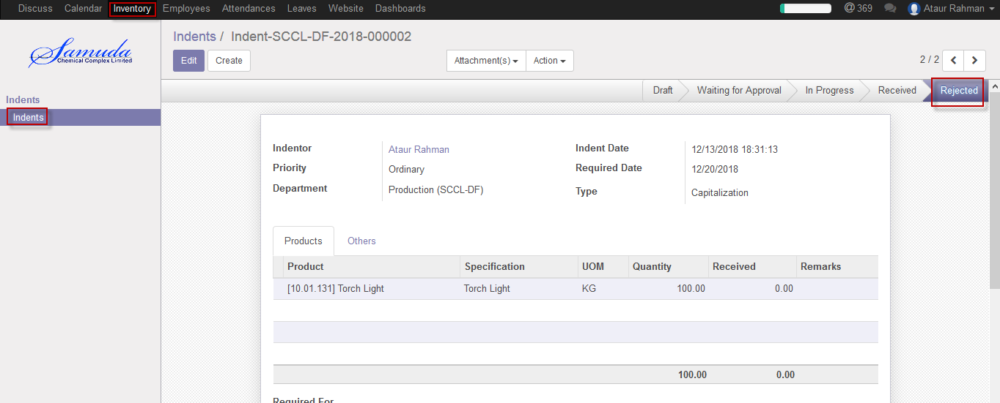 Discuss Calendar Inventory Employees Attendances Leaves Website Dashboards @ 369 Ataur Rahman
Samuda
Chemical Complex Limited
Indents / Indent-SCCL-DF-2018-000002
Edit Create Attachment(s) Action 2 / 2
Indents
Indents
Draft Waiting for Approval In Progress Received Rejected
Indentor Ataur Rahman Indent Date 12/13/2018 18:31:13
Priority Ordinary Required Date 12/20/2018
Department Production (SCCL-DF) Type Capitalization
Products Others
Product Specification UOM Quantity Received Remarks
[10.01.131] Torch Light Torch Light KG 100.00 0.00
100.00 0.00
Required For